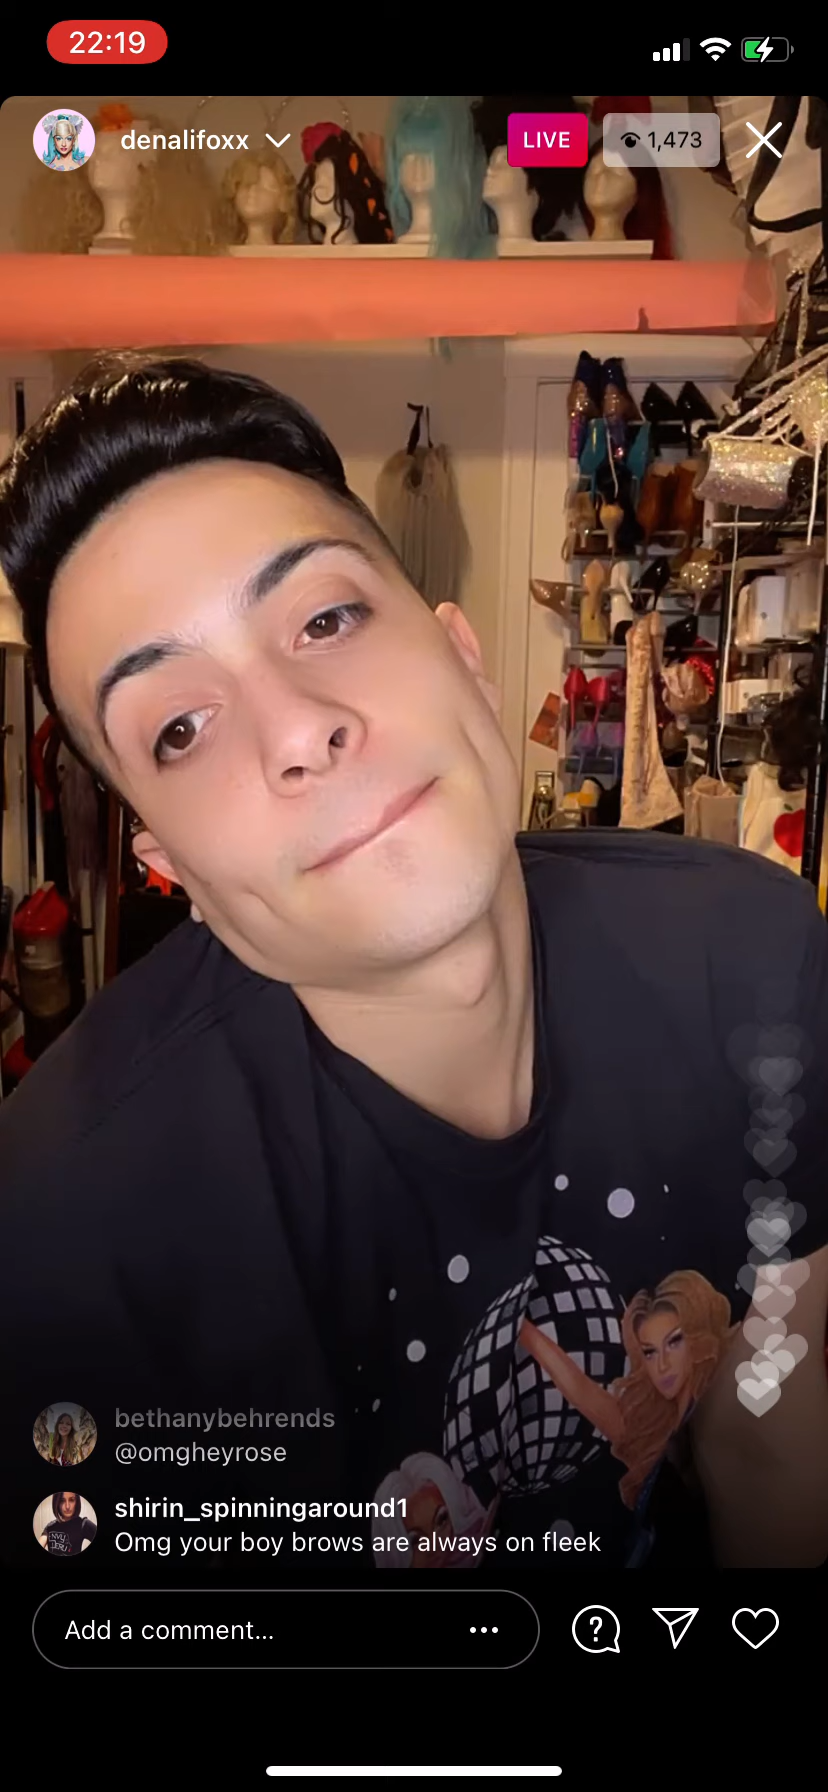 22:19
denalifoxx
LIVE
1,473
bethanybehrends
@omgheyrose
shirin_spinningaround1
Omg your boy brows are always on fleek
Add a comment...